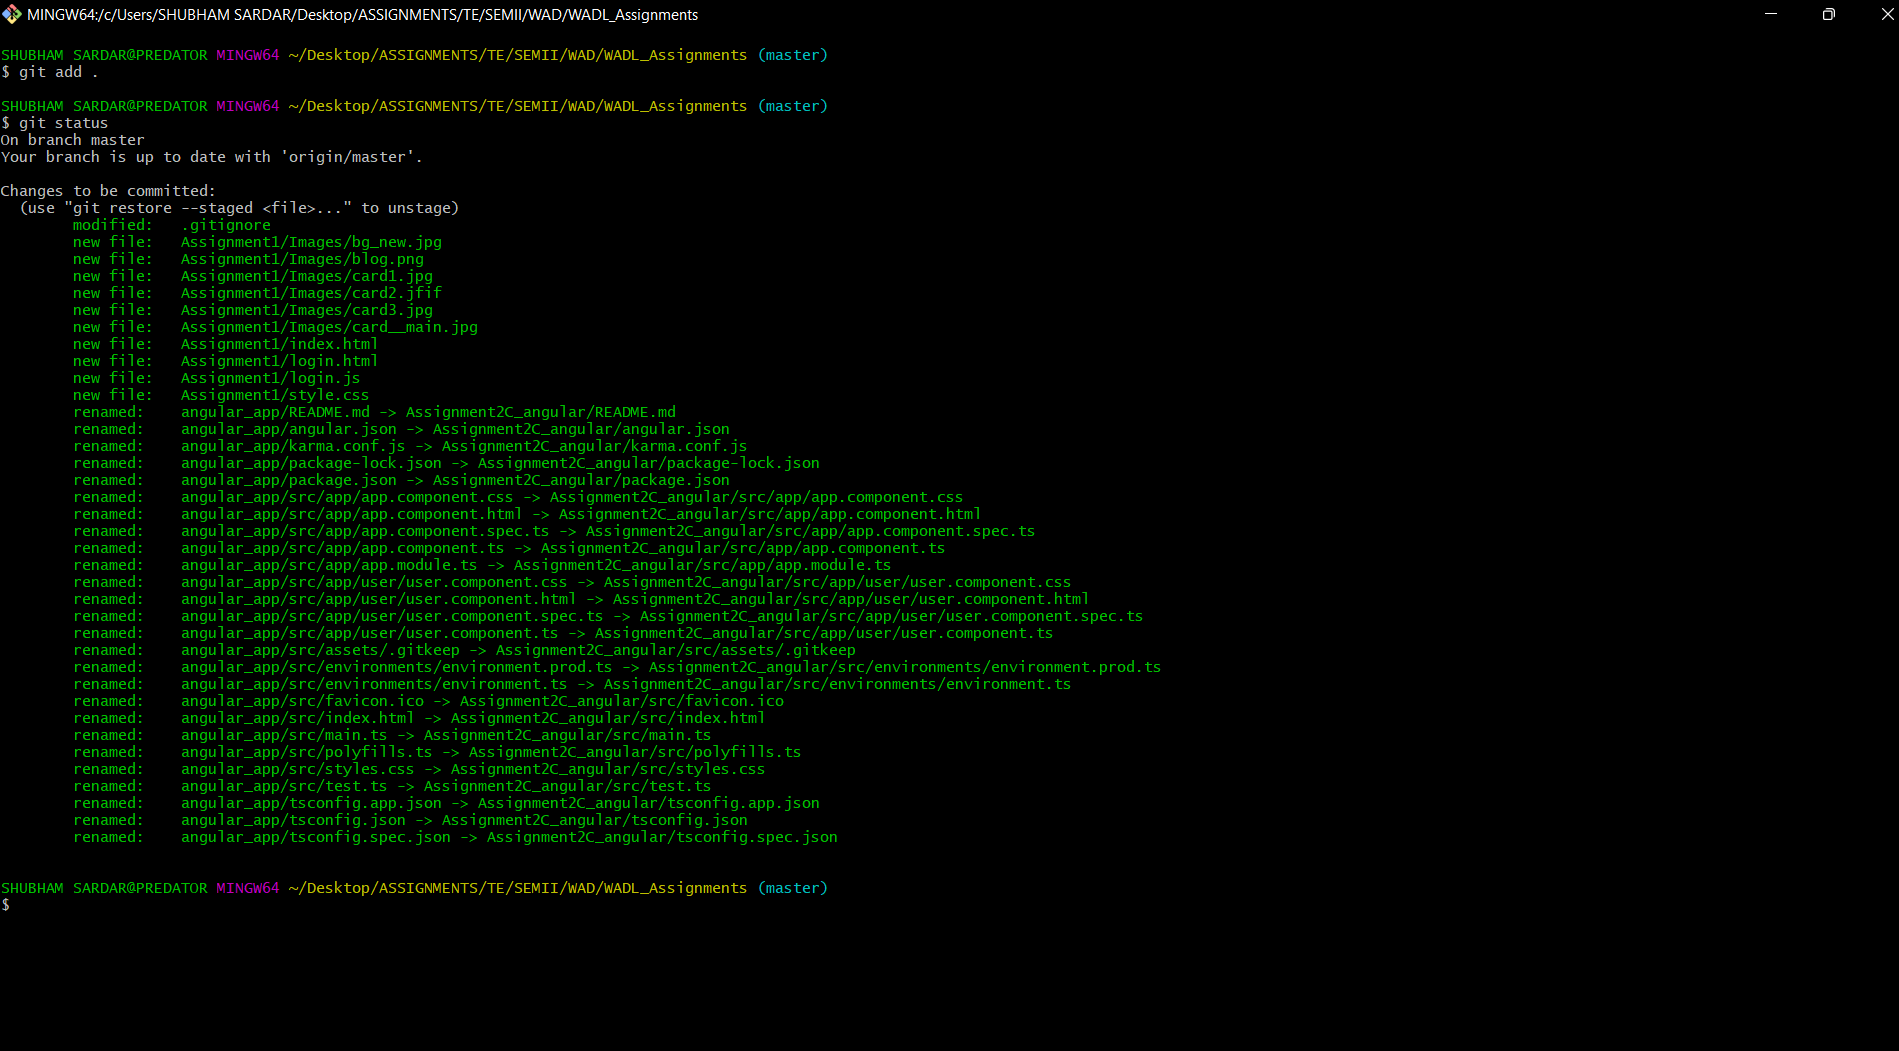 MINGW64:/c/Users/SHUBHAM SARDAR/Desktop/ASSIGNMENTS/TE/SEMII/WAD/WADL_Assignments
SHUBHAM SARDAR@PREDATOR MINGW64 ~/Desktop/ASSIGNMENTS/TE/SEMII/WAD/WADL_Assignments (master)
$ git add .
SHUBHAM SARDAR@PREDATOR MINGW64 ~/Desktop/ASSIGNMENTS/TE/SEMII/WAD/WADL_Assignments (master)
$ git status
On branch master
Your branch is up to date with 'origin/master'.
Changes to be committed:
  (use "git restore --staged <file>..." to unstage)
        modified:   .gitignore
        new file:   Assignment1/Images/bg_new.jpg
        new file:   Assignment1/Images/blog.png
        new file:   Assignment1/Images/card1.jpg
        new file:   Assignment1/Images/card2.jfif
        new file:   Assignment1/Images/card3.jpg
        new file:   Assignment1/Images/card__main.jpg
        new file:   Assignment1/index.html
        new file:   Assignment1/login.html
        new file:   Assignment1/login.js
        new file:   Assignment1/style.css
        renamed:    angular_app/README.md -> Assignment2C_angular/README.md
        renamed:    angular_app/angular.json -> Assignment2C_angular/angular.json
        renamed:    angular_app/karma.conf.js -> Assignment2C_angular/karma.conf.js
        renamed:    angular_app/package-lock.json -> Assignment2C_angular/package-lock.json
        renamed:    angular_app/package.json -> Assignment2C_angular/package.json
        renamed:    angular_app/src/app/app.component.css -> Assignment2C_angular/src/app/app.component.css
        renamed:    angular_app/src/app/app.component.html -> Assignment2C_angular/src/app/app.component.html
        renamed:    angular_app/src/app/app.component.spec.ts -> Assignment2C_angular/src/app/app.component.spec.ts
        renamed:    angular_app/src/app/app.component.ts -> Assignment2C_angular/src/app/app.component.ts
        renamed:    angular_app/src/app/app.module.ts -> Assignment2C_angular/src/app/app.module.ts
        renamed:    angular_app/src/app/user/user.component.css -> Assignment2C_angular/src/app/user/user.component.css
        renamed:    angular_app/src/app/user/user.component.html -> Assignment2C_angular/src/app/user/user.component.html
        renamed:    angular_app/src/app/user/user.component.spec.ts -> Assignment2C_angular/src/app/user/user.component.spec.ts
        renamed:    angular_app/src/app/user/user.component.ts -> Assignment2C_angular/src/app/user/user.component.ts
        renamed:    angular_app/src/assets/.gitkeep -> Assignment2C_angular/src/assets/.gitkeep
        renamed:    angular_app/src/environments/environment.prod.ts -> Assignment2C_angular/src/environments/environment.prod.ts
        renamed:    angular_app/src/environments/environment.ts -> Assignment2C_angular/src/environments/environment.ts
        renamed:    angular_app/src/favicon.ico -> Assignment2C_angular/src/favicon.ico
        renamed:    angular_app/src/index.html -> Assignment2C_angular/src/index.html
        renamed:    angular_app/src/main.ts -> Assignment2C_angular/src/main.ts
        renamed:    angular_app/src/polyfills.ts -> Assignment2C_angular/src/polyfills.ts
        renamed:    angular_app/src/styles.css -> Assignment2C_angular/src/styles.css
        renamed:    angular_app/src/test.ts -> Assignment2C_angular/src/test.ts
        renamed:    angular_app/tsconfig.app.json -> Assignment2C_angular/tsconfig.app.json
        renamed:    angular_app/tsconfig.json -> Assignment2C_angular/tsconfig.json
        renamed:    angular_app/tsconfig.spec.json -> Assignment2C_angular/tsconfig.spec.json
SHUBHAM SARDAR@PREDATOR MINGW64 ~/Desktop/ASSIGNMENTS/TE/SEMII/WAD/WADL_Assignments (master)
$